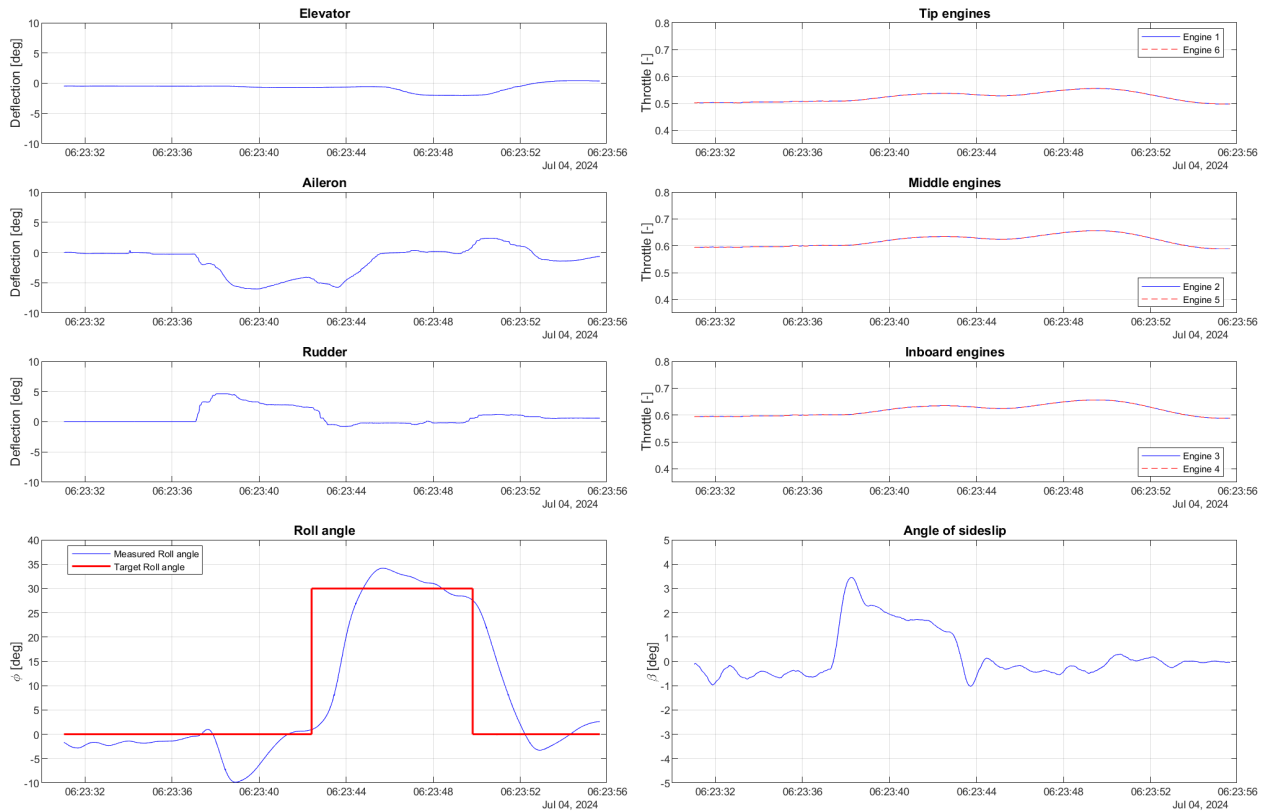 Elevator
Deflection [deg]
10
5
0
-5
-10
06:23:32 06:23:36 06:23:40 06:23:44 06:23:48 06:23:52 06:23:56
Jul 04, 2024
Tip engines
Throttle [-]
0.8
0.7
0.6
0.5
0.4
Engine 1
Engine 6
06:23:32 06:23:36 06:23:40 06:23:44 06:23:48 06:23:52 06:23:56
Jul 04, 2024
Aileron
Deflection [deg]
10
5
0
-5
-10
06:23:32 06:23:36 06:23:40 06:23:44 06:23:48 06:23:52 06:23:56
Jul 04, 2024
Middle engines
Throttle [-]
0.8
0.7
0.6
0.5
0.4
Engine 2
Engine 5
06:23:32 06:23:36 06:23:40 06:23:44 06:23:48 06:23:52 06:23:56
Jul 04, 2024
Rudder
Deflection [deg]
10
5
0
-5
-10
06:23:32 06:23:36 06:23:40 06:23:44 06:23:48 06:23:52 06:23:56
Jul 04, 2024
Inboard engines
Throttle [-]
0.8
0.7
0.6
0.5
0.4
Engine 3
Engine 4
06:23:32 06:23:36 06:23:40 06:23:44 06:23:48 06:23:52 06:23:56
Jul 04, 2024
Roll angle
ϕ [deg]
40
35
30
25
20
15
10
5
0
-5
-10
Measured Roll angle
Target Roll angle
06:23:32 06:23:36 06:23:40 06:23:44 06:23:48 06:23:52 06:23:56
Jul 04, 2024
Angle of sideslip
β [deg]
5
4
3
2
1
0
-1
-2
-3
-4
-5
06:23:32 06:23:36 06:23:40 06:23:44 06:23:48 06:23:52 06:23:56
Jul 04, 2024